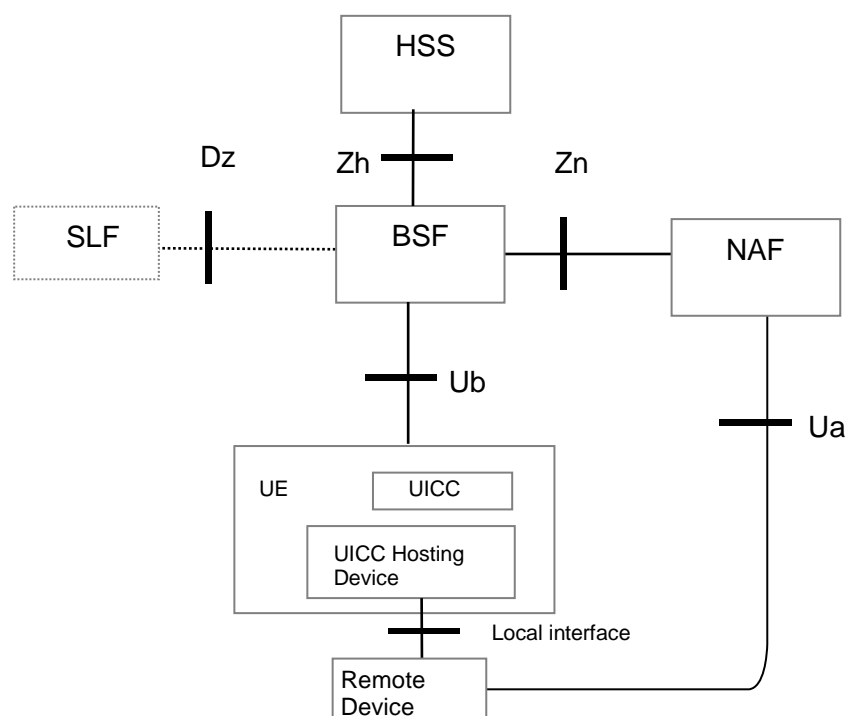 HSS
Dz
Zh
Zn
SLF
BSF
NAF
Ub
Ua
UE
UICC
UICC Hosting
Device
Local interface
Remote
Device